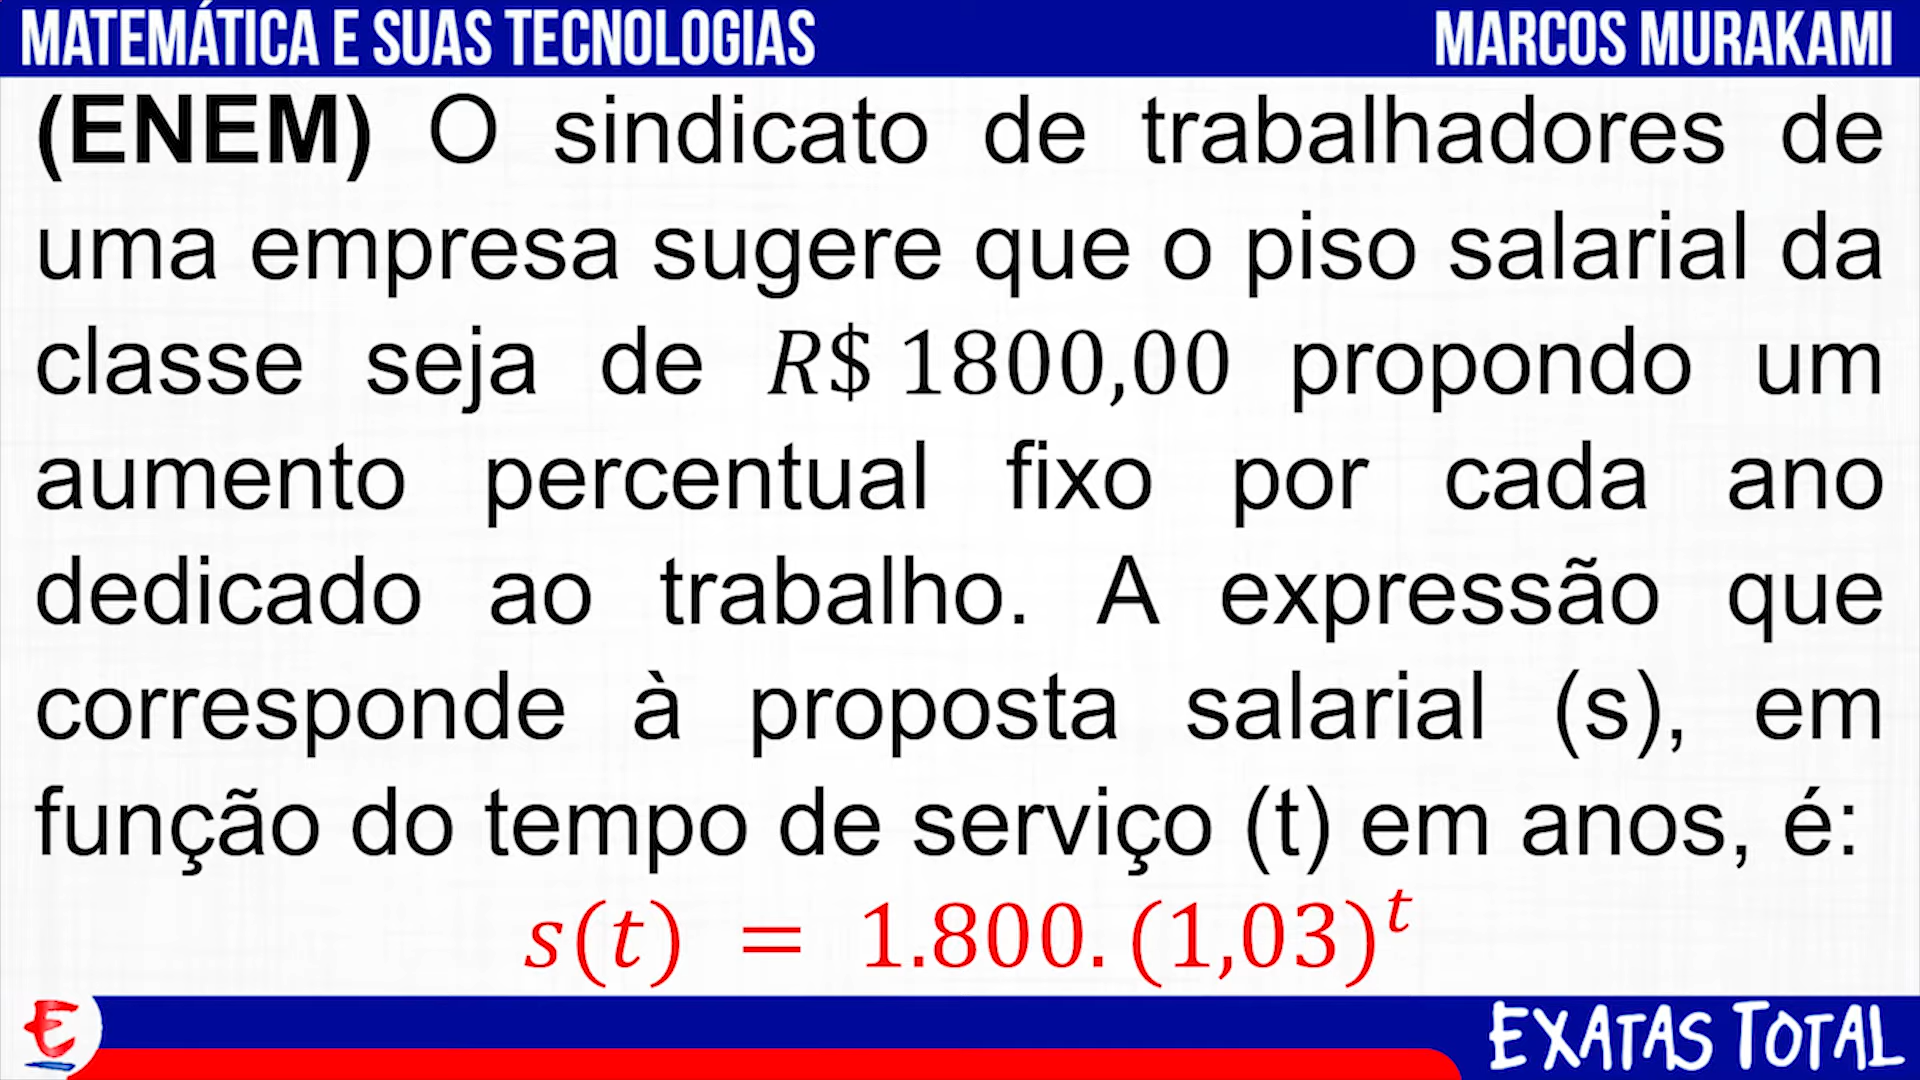 MATEMÁTICA E SUAS TECNOLOGIAS
MARCOS MURAKAMI
(ENEM) O sindicato de trabalhadores de
uma empresa sugere que o piso salarial da
classe seja de R$ 1800,00 propondo um
aumento percentual fixo por cada ano
dedicado ao trabalho. A expressão que
corresponde à proposta salarial (s), em
função do tempo de serviço (t) em anos, é:
s(t) = 1.800. (1,03)^t
E
EXATAS TOTAL